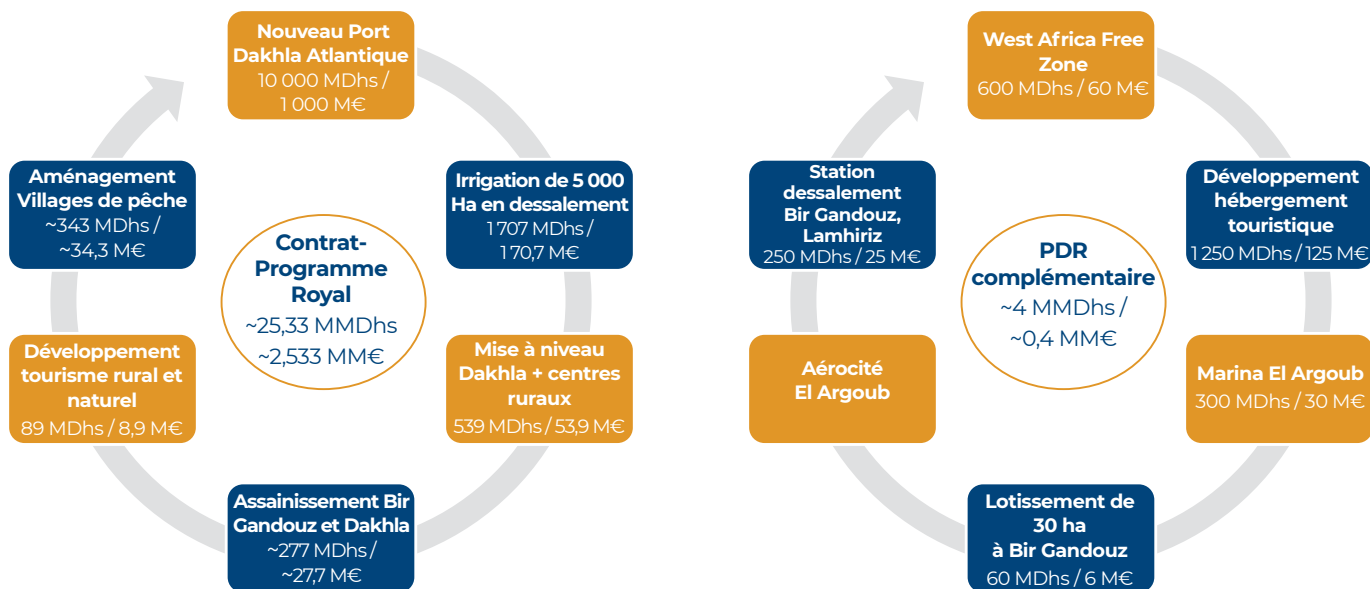 Nouveau Port
Dakhla Atlantique
10 000 MDhs /
1 000 M€
Irrigation de 5 000
Ha en dessalement
1 707 MDhs /
1 70,7 M€
Mise à niveau
Dakhla + centres
ruraux
539 MDhs / 53,9 M€
Assainissement Bir
Gandouz et Dakhla
~277 MDhs /
~27,7 M€
Développement
tourisme rural et
naturel
89 MDhs / 8,9 M€
Aménagement
Villages de pêche
~343 MDhs /
~34,3 M€
Contrat-
Programme
Royal
~25,33 MMDhs
~2,533 MM€
West Africa Free
Zone
600 MDhs / 60 M€
Développement
hébergement
touristique
1 250 MDhs / 125 M€
Marina El Argoub
300 MDhs / 30 M€
Lotissement de
30 ha
à Bir Gandouz
60 MDhs / 6 M€
Aérocité
El Argoub
Station
dessalement
Bir Gandouz,
Lamhiriz
250 MDhs / 25 M€
PDR
complémentaire
~4 MMDhs /
~0,4 MM€